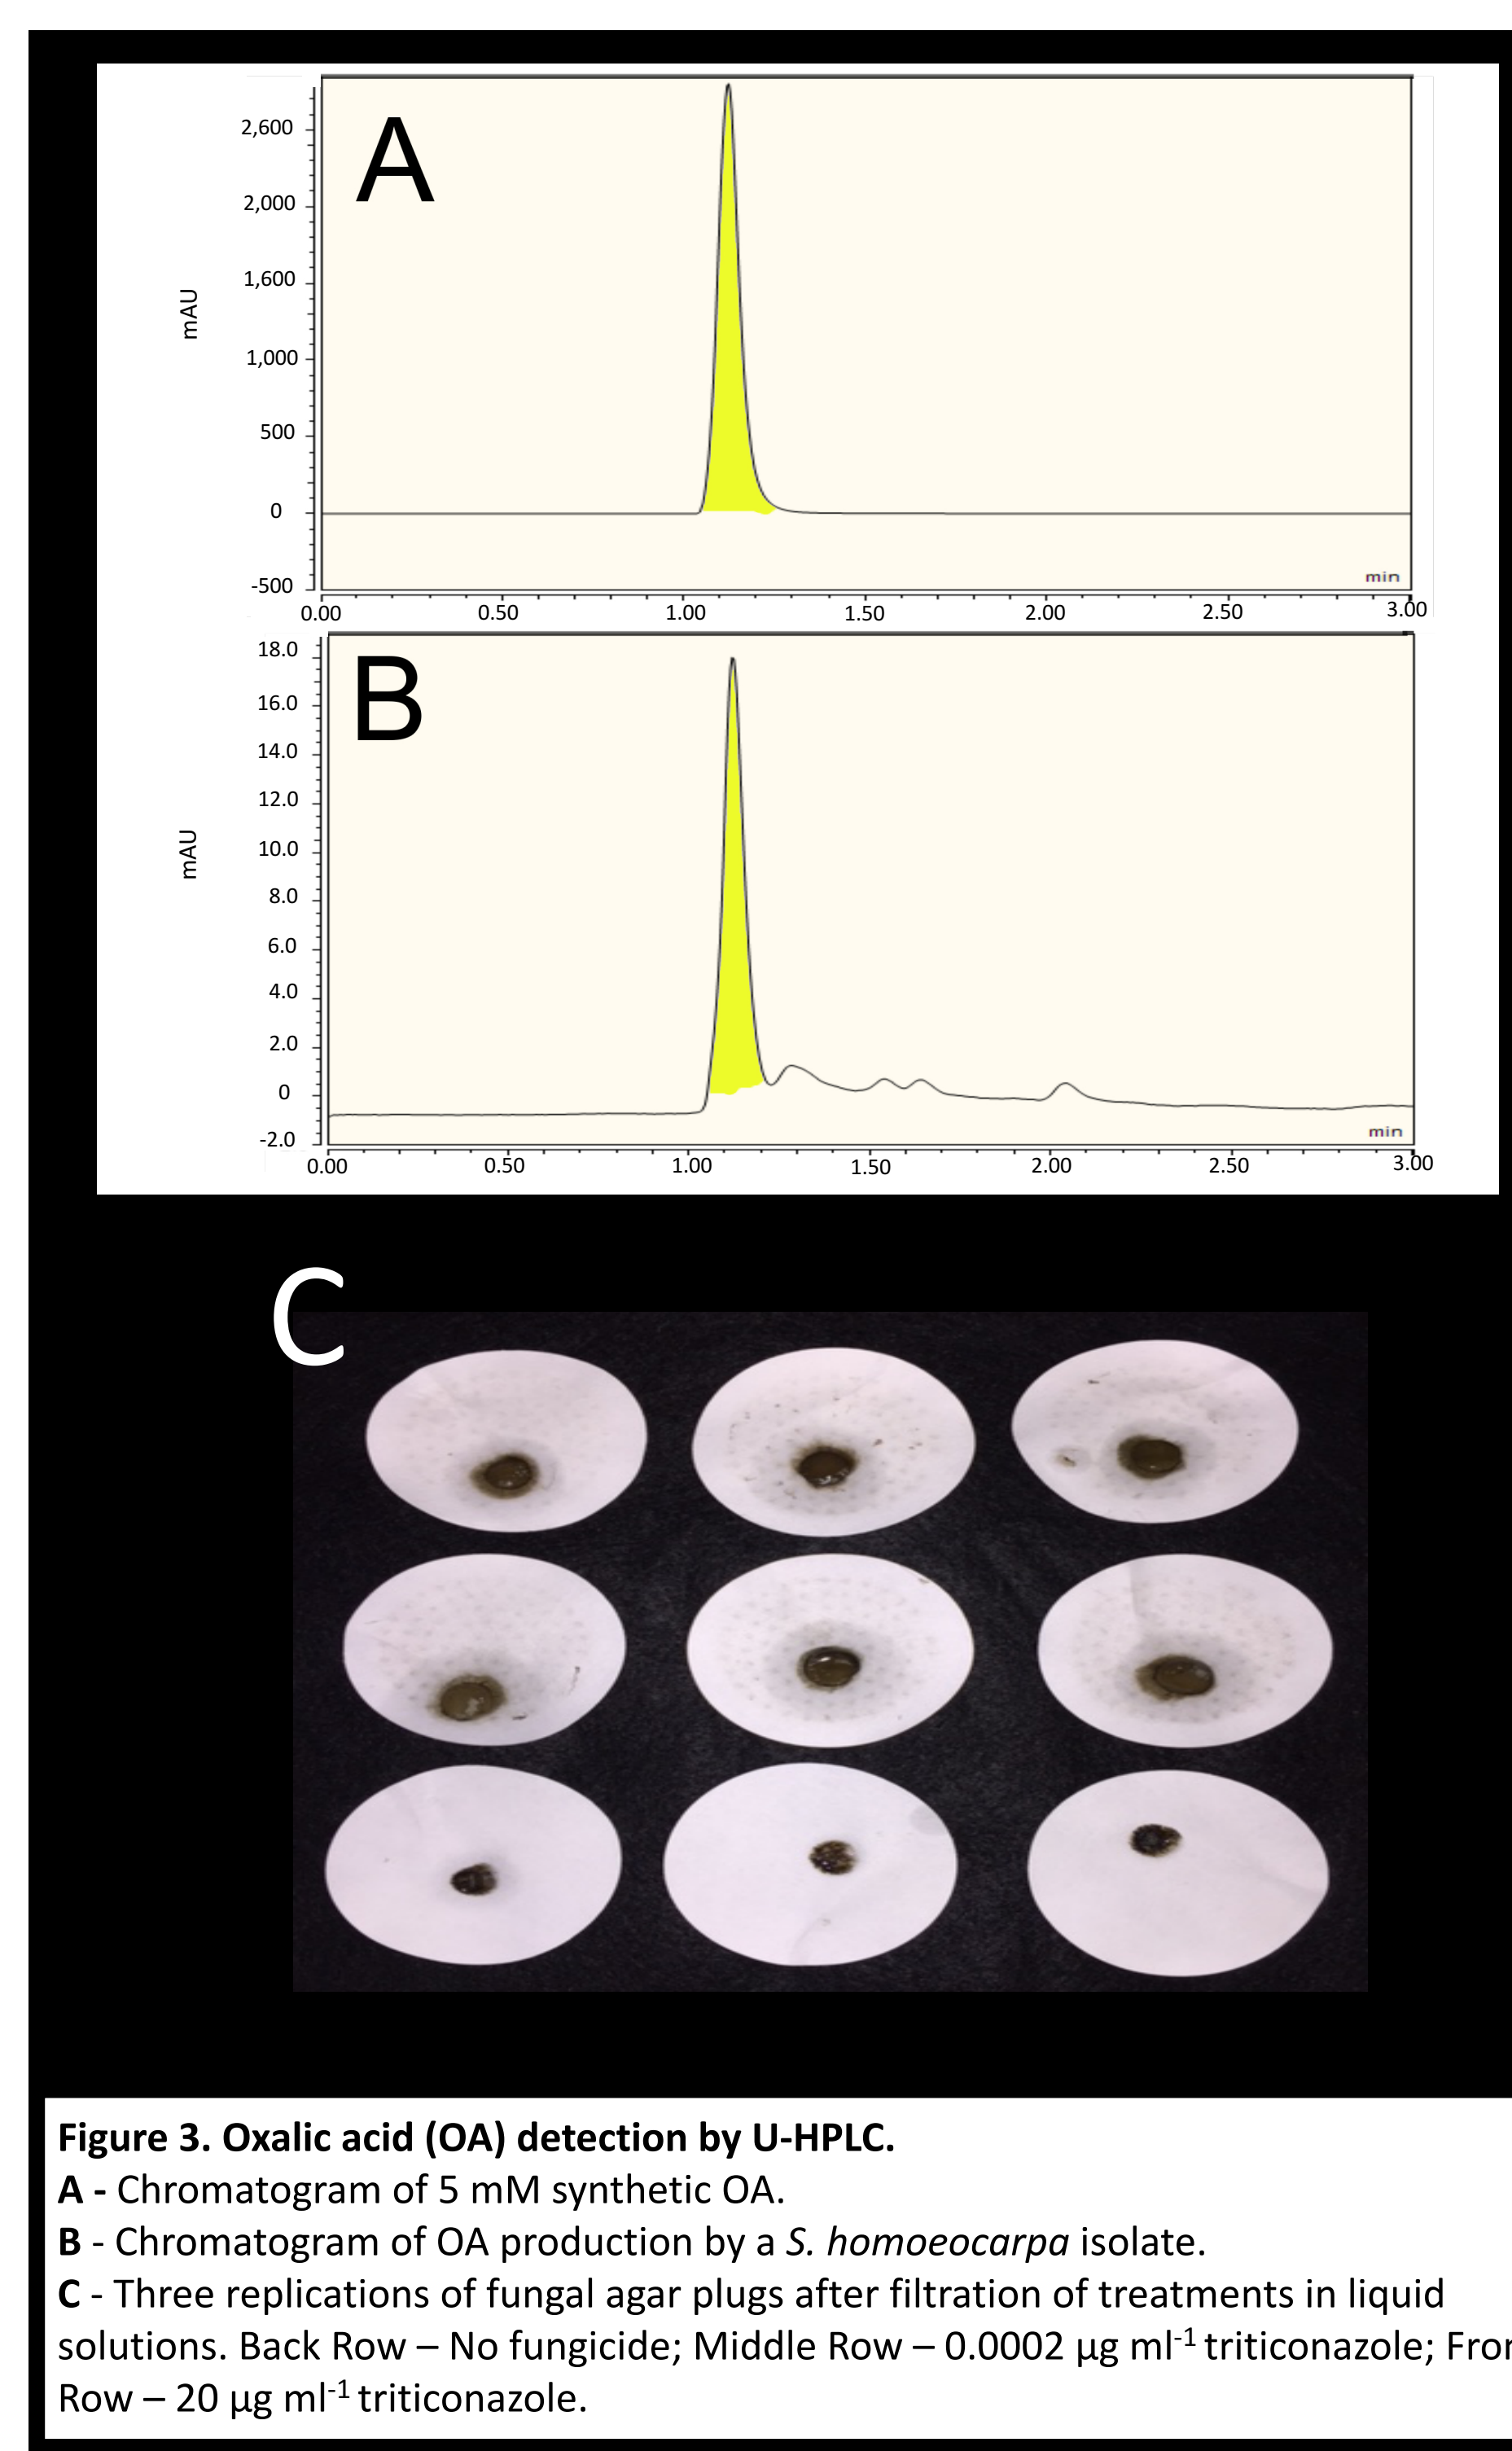 A
2,600
2,000
1,600
1,000
500
0
-500
mAU
min
0.00 0.50 1.00 1.50 2.00 2.50 3.00
B
18.0
16.0
14.0
12.0
10.0
8.0
6.0
4.0
2.0
0
-2.0
mAU
min
0.00 0.50 1.00 1.50 2.00 2.50 3.00
C
Figure 3. Oxalic acid (OA) detection by U-HPLC.
A - Chromatogram of 5 mM synthetic OA.
B - Chromatogram of OA production by a S. homoeocarpa isolate.
C - Three replications of fungal agar plugs after filtration of treatments in liquid
solutions. Back Row – No fungicide; Middle Row – 0.0002 µg ml-1 triticonazole; Fron
Row – 20 µg ml-1 triticonazole.